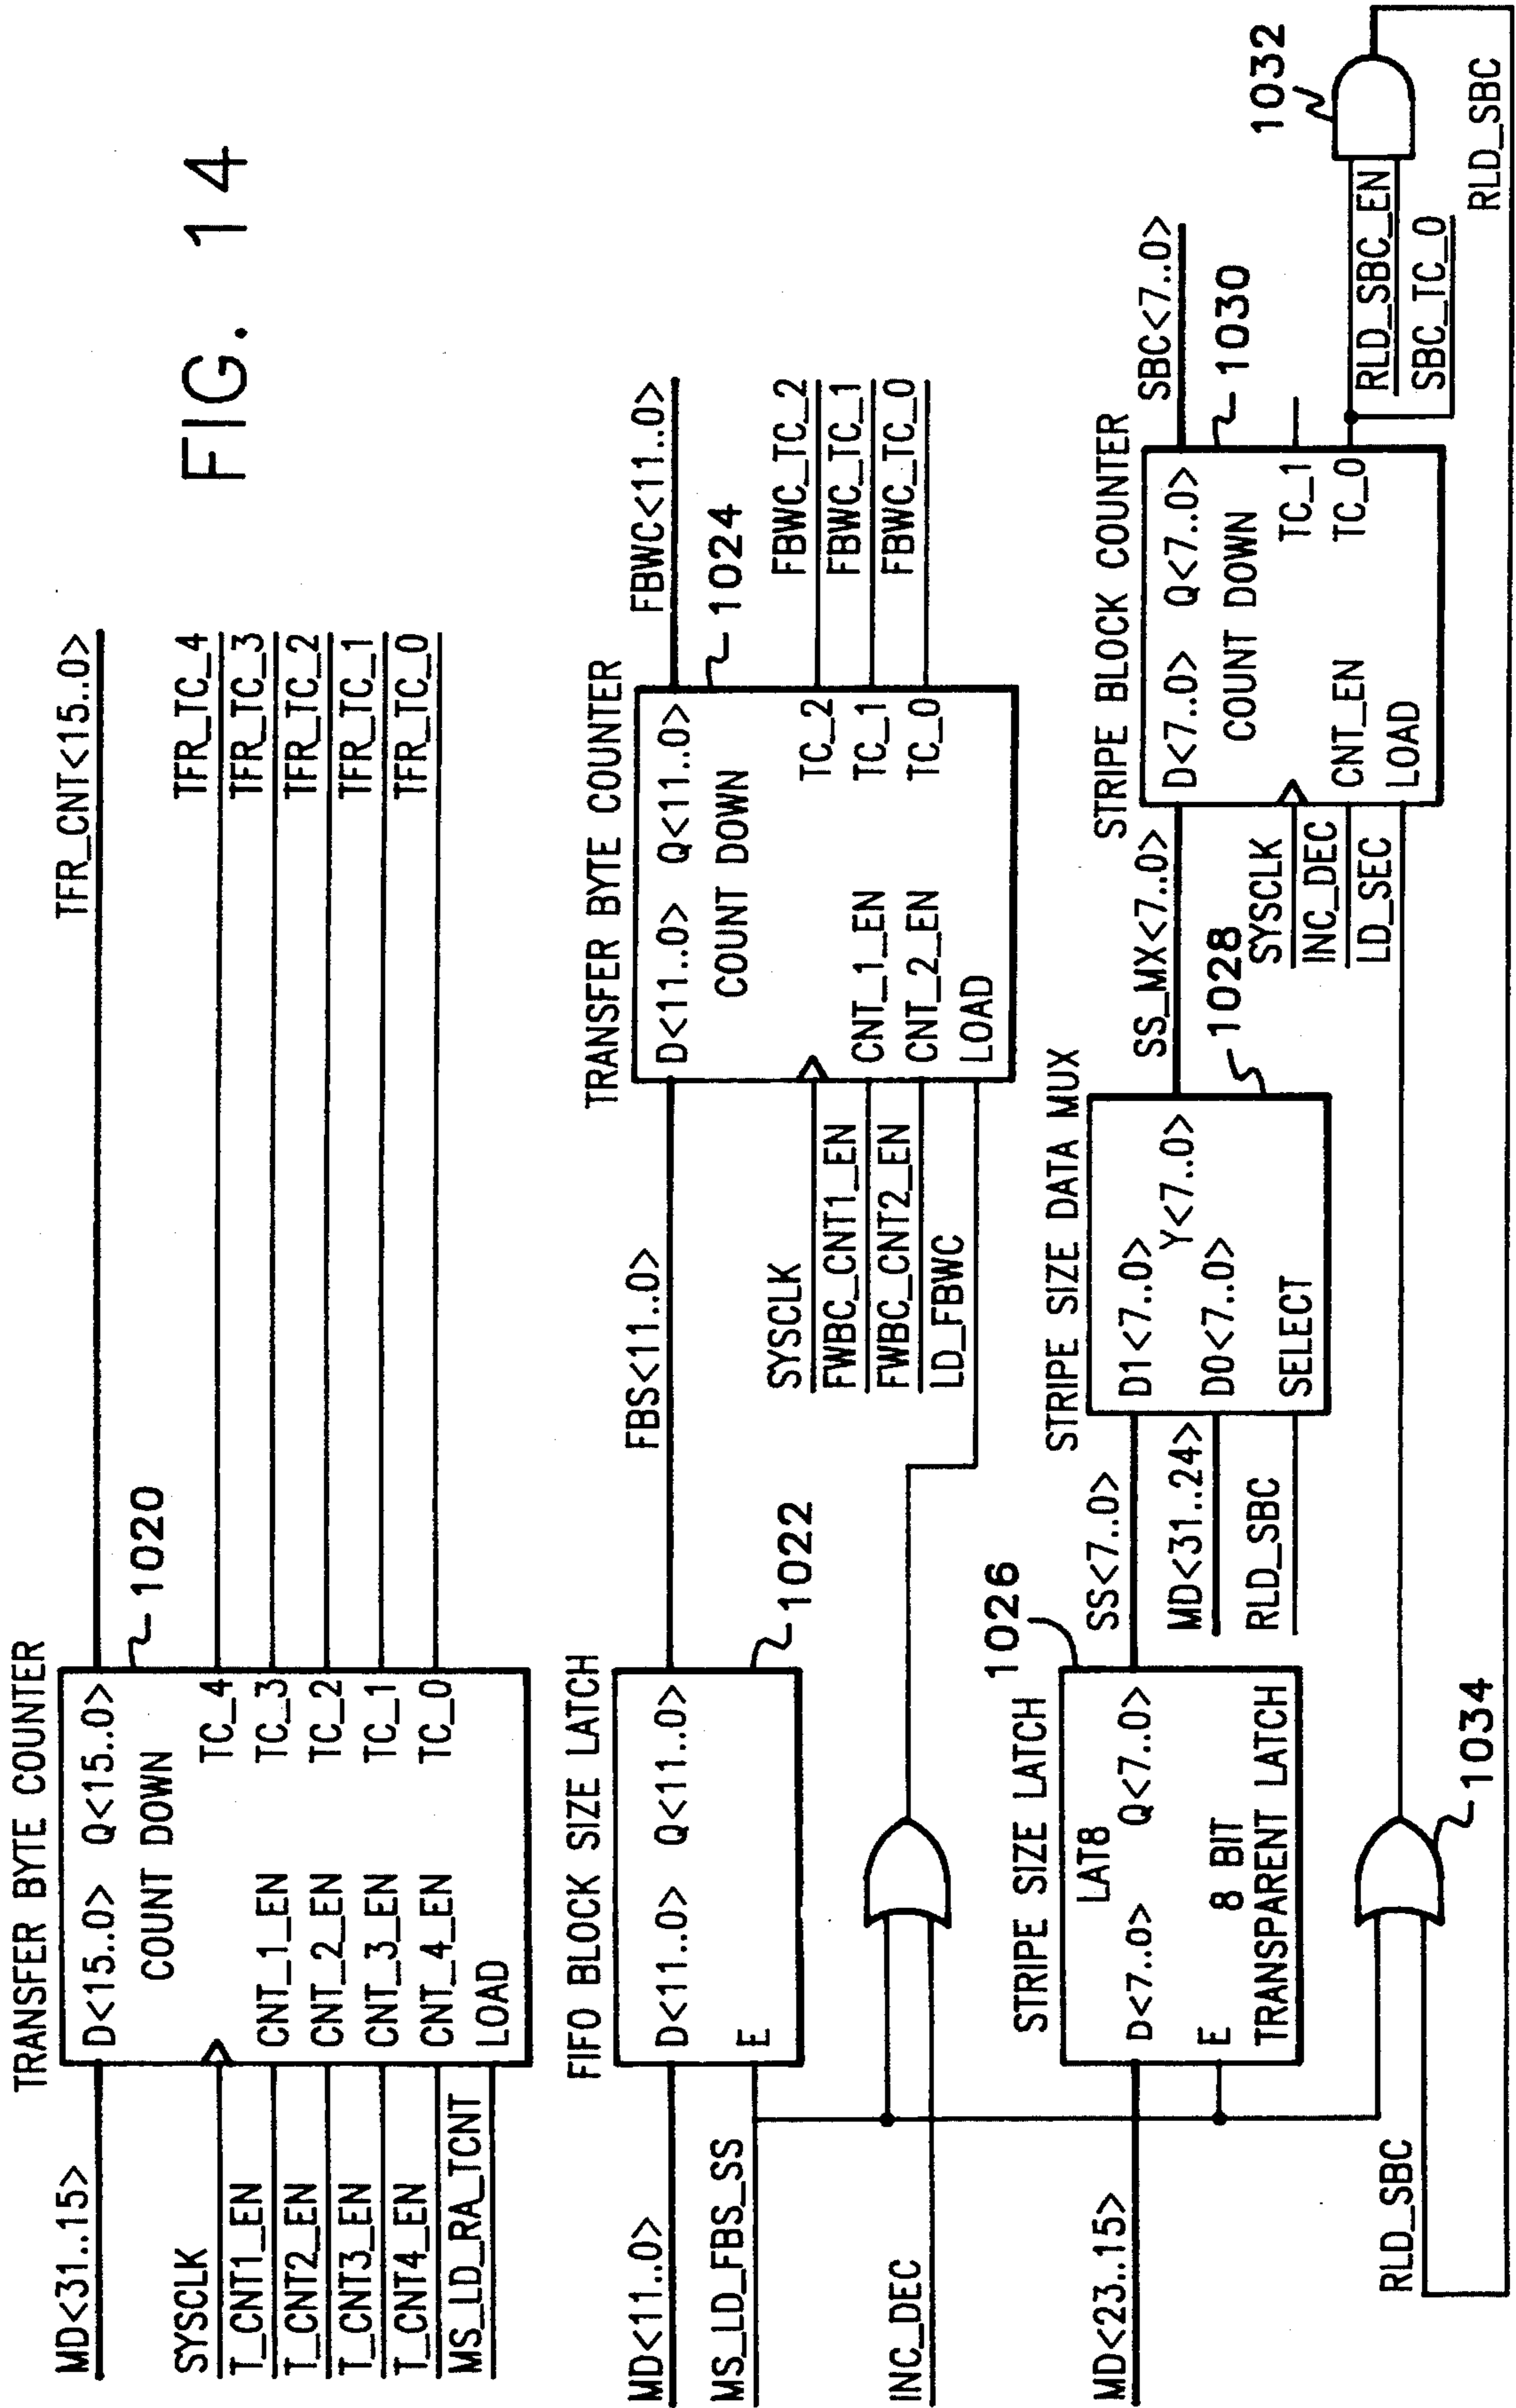 FIG. 14
TRANSFER BYTE COUNTER
MD<31..15>
D<15..0> Q<15..0>
COUNT DOWN
TFR_CNT<15..0>
1020
SYSCLK
T_CNT1_EN
T_CNT2_EN
T_CNT3_EN
T_CNT4_EN
MS_LD_RA_TCNT
CNT_1_EN
CNT_2_EN
CNT_3_EN
CNT_4_EN
LOAD
TC_4
TC_3
TC_2
TC_1
TC_0
TFR_TC_4
TFR_TC_3
TFR_TC_2
TFR_TC_1
TFR_TC_0
FIFO BLOCK SIZE LATCH
MD<11..0>
D<11..0> Q<11..0>
E
MS_LD_FBS_SS
1022
FBS<11..0>
INC_DEC
TRANSFER BYTE COUNTER
D<11..0> Q<11..0>
COUNT DOWN
SYSCLK
FWBC_CNT1_EN
FWBC_CNT2_EN
LD_FBWC
CNT_1_EN
CNT_2_EN
LOAD
TC_2
TC_1
TC_0
FBWC<11..0>
1024
FBWC_TC_2
FBWC_TC_1
FBWC_TC_0
STRIPE SIZE LATCH
1026
MD<23..15>
LAT8
D<7..0> Q<7..0>
E
8 BIT
TRANSPARENT LATCH
RLD_SBC
1034
STRIPE SIZE DATA MUX
SS<7..0>
MD<31..24>
RLD_SBC
D1<7..0>
Y<7..0>
D0<7..0>
SELECT
1028
SS_MX<7..0>
STRIPE BLOCK COUNTER
SYSCLK
INC_DEC
LD_SEC
D<7..0> Q<7..0>
COUNT DOWN
CNT_EN
LOAD
TC_1
TC_0
SBC<7..0>
1030
RLD_SBC_EN
SBC_TC_0
1032
RLD_SBC